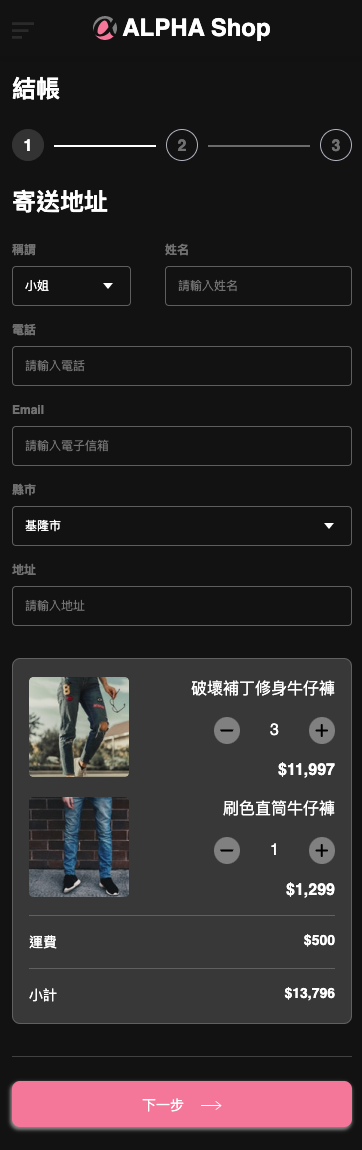 ALPHA Shop
結帳
1 2 3
寄送地址
稱謂 姓名
小姐 請輸入姓名
電話
請輸入電話
Email
請輸入電子信箱
縣市
基隆市
地址
請輸入地址
破壞補丁修身牛仔褲
3
$11,997
刷色直筒牛仔褲
1
$1,299
運費 $500
小計 $13,796
下一步